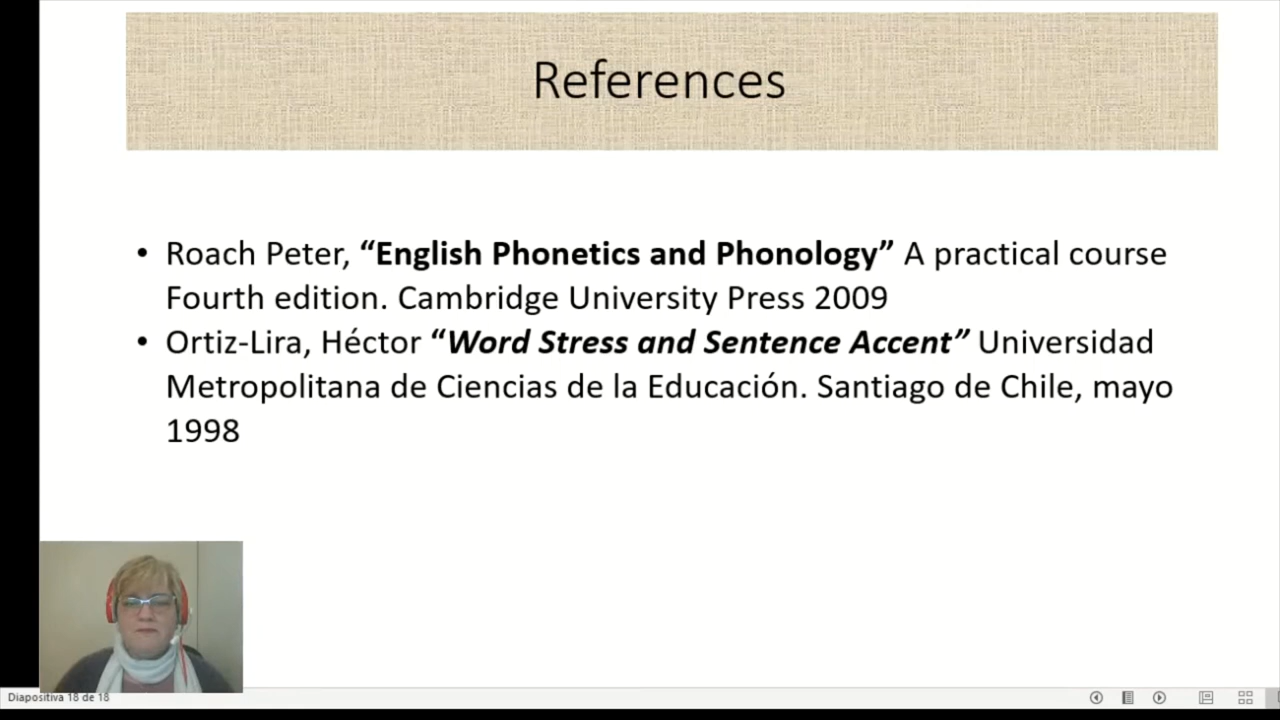 References
• Roach Peter, “English Phonetics and Phonology” A practical course
Fourth edition. Cambridge University Press 2009
• Ortiz-Lira, Héctor “Word Stress and Sentence Accent” Universidad
Metropolitana de Ciencias de la Educación. Santiago de Chile, mayo
1998
Diapositiva 18 de 18